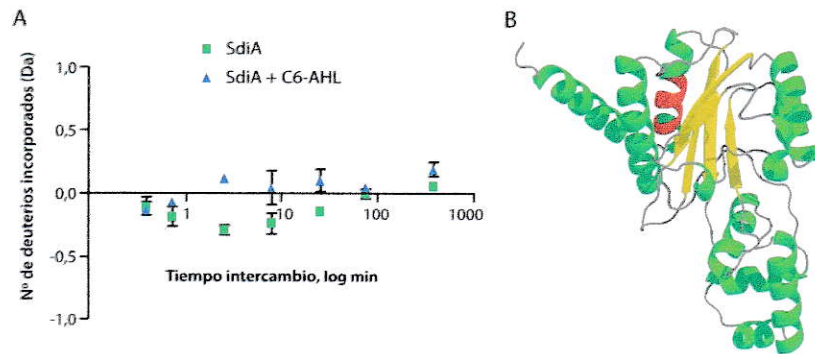 A
B
SdiA
SdiA + C6-AHL
Nº de deuterios incorporados (Da)
1,0
0,5
0,0
-0,5
-1,0
1
10
100
1000
Tiempo intercambio, log min